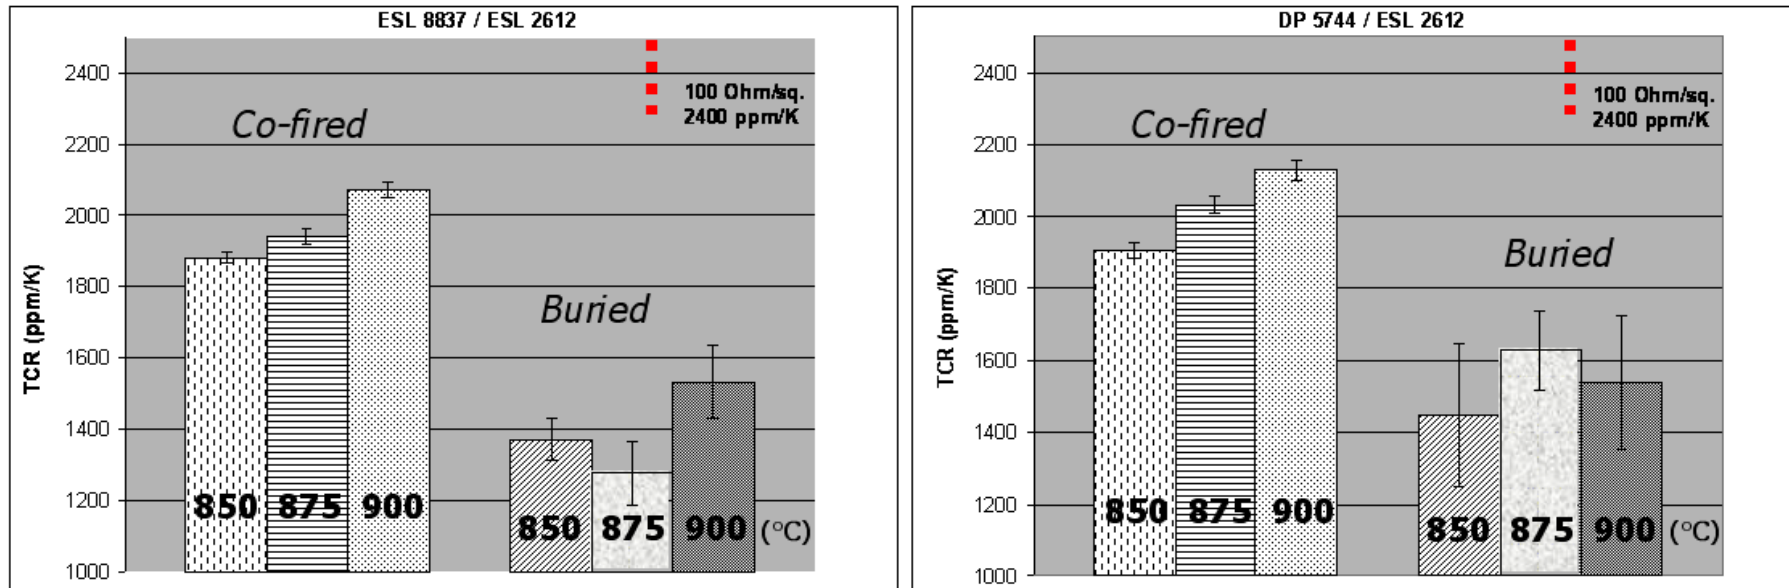 ESL 8837 / ESL 2612
TCR (ppm/K)
2400
2200
2000
1800
1600
1400
1200
1000
100 Ohm/sq.
2400 ppm/K
Co-fired
Buried
850 875 900
850 875 900 (°C)
DP 5744 / ESL 2612
TCR (ppm/K)
2400
2200
2000
1800
1600
1400
1200
1000
100 Ohm/sq.
2400 ppm/K
Co-fired
Buried
850 875 900
850 875 900 (°C)